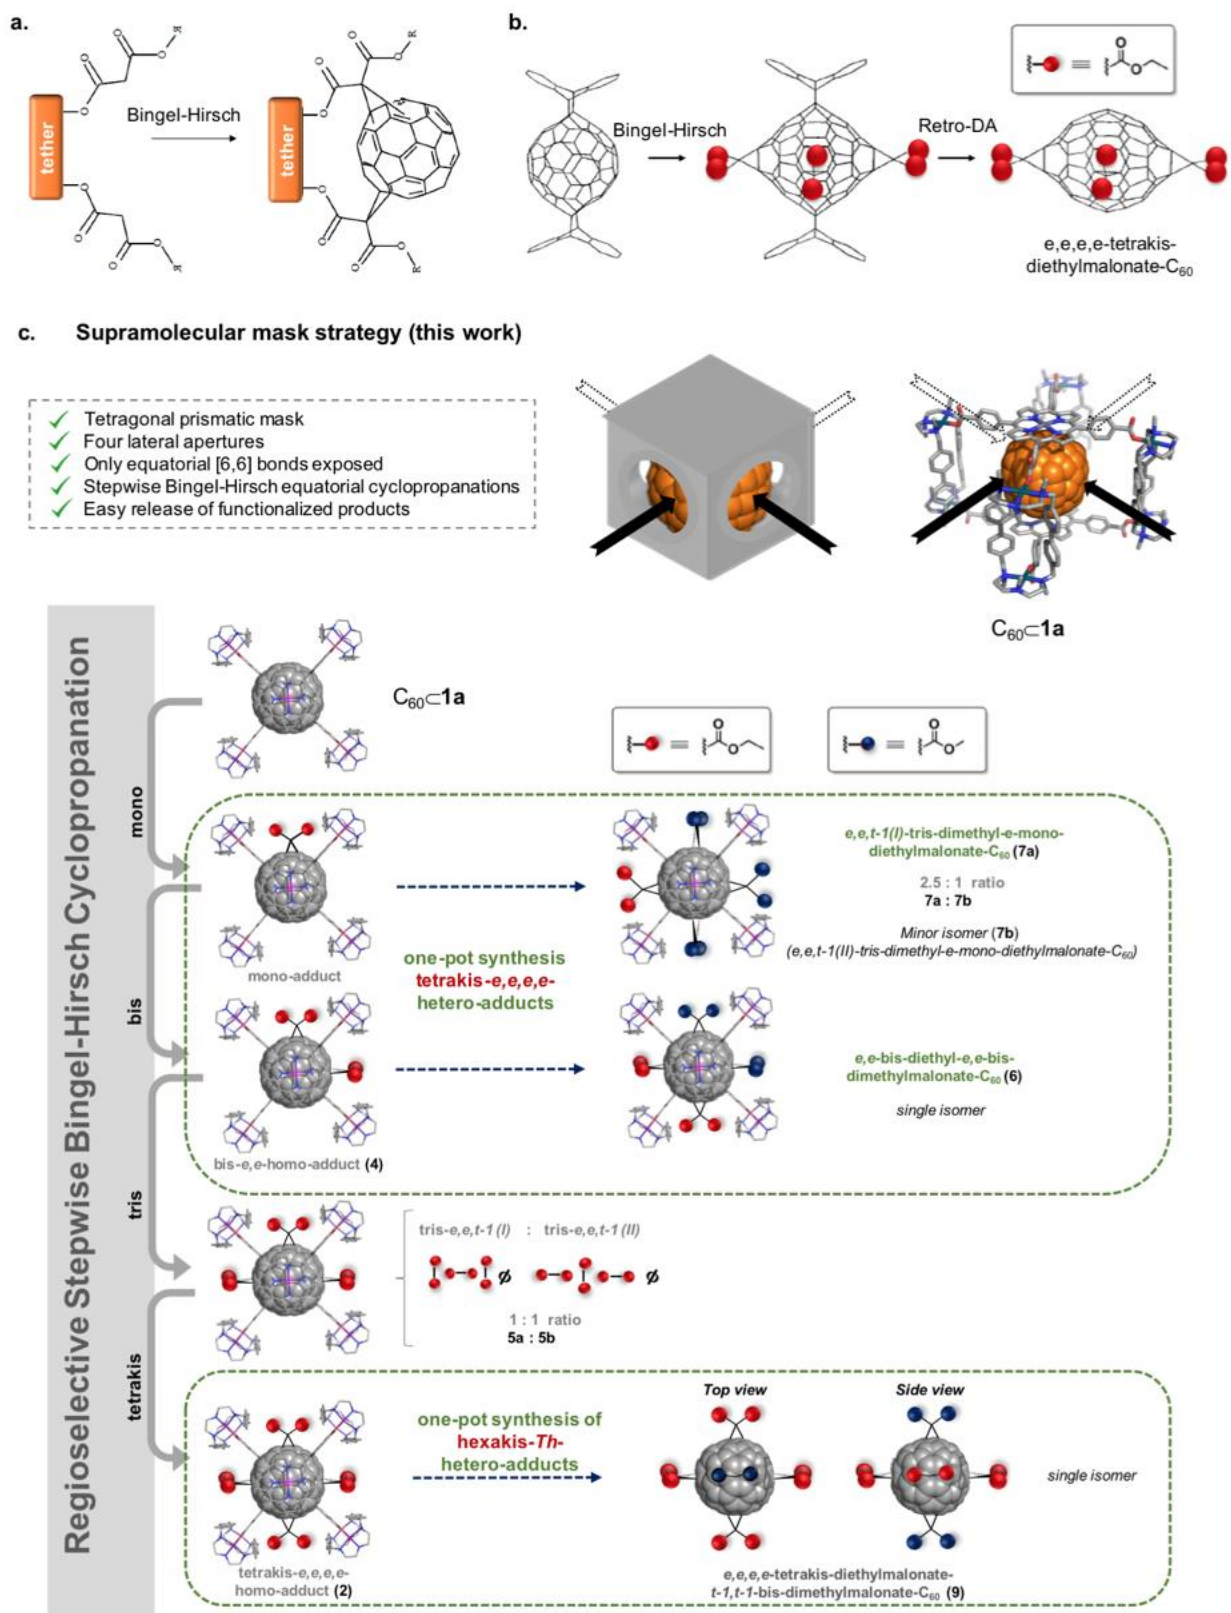 a.
b.
O
O
O
O
R
tether
O
O
O
O
R
Bingel-Hirsch
O
O
O
O
R
tether
O
O
O
O
R
Bingel-Hirsch
Retro-DA
O
O
e,e,e,e-tetrakis-
diethylmalonate-C60
c. Supramolecular mask strategy (this work)
✓ Tetragonal prismatic mask
✓ Four lateral apertures
✓ Only equatorial [6,6] bonds exposed
✓ Stepwise Bingel-Hirsch equatorial cyclopropanations
✓ Easy release of functionalized products
C60⊂1a
Regioselective Stepwise Bingel-Hirsch Cyclopropanation
mono
bis
tris
tetrakis
C60⊂1a
O
O
O
O
mono-adduct
one-pot synthesis
tetrakis-e,e,e,e-
hetero-adducts
e,e,t-1(I)-tris-dimethyl-e-mono-
diethylmalonate-C60 (7a)
2.5 : 1 ratio
7a : 7b
Minor isomer (7b)
(e,e,t-1(II)-tris-dimethyl-e-mono-diethylmalonate-C60)
bis-e,e-homo-adduct (4)
e,e-bis-diethyl-e,e-bis-
dimethylmalonate-C60 (6)
single isomer
tris-e,e,t-1(I) : tris-e,e,t-1(II)
ø
ø
1 : 1 ratio
5a : 5b
tetrakis-e,e,e,e-
homo-adduct (2)
one-pot synthesis of
hexakis-Th-
hetero-adducts
Top view
Side view
single isomer
e,e,e,e-tetrakis-diethylmalonate-
t-1,t-1-bis-dimethylmalonate-C60 (9)